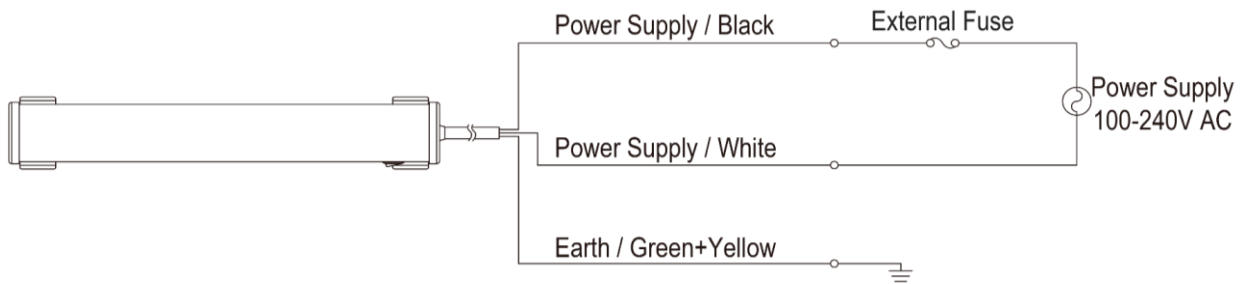 Power Supply / Black
External Fuse
Power Supply
100-240V AC
Power Supply / White
Earth / Green+Yellow